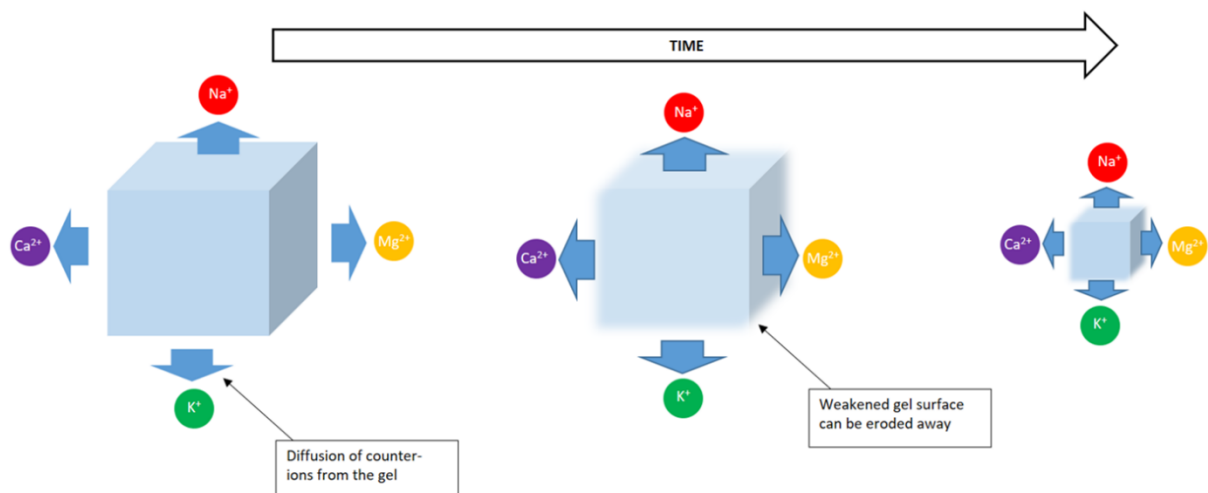 TIME
Na⁺
Na⁺
Na⁺
Ca²⁺
Mg²⁺
Ca²⁺
Mg²⁺
Ca²⁺
Mg²⁺
K⁺
K⁺
K⁺
Diffusion of counter-
ions from the gel
Weakened gel surface
can be eroded away